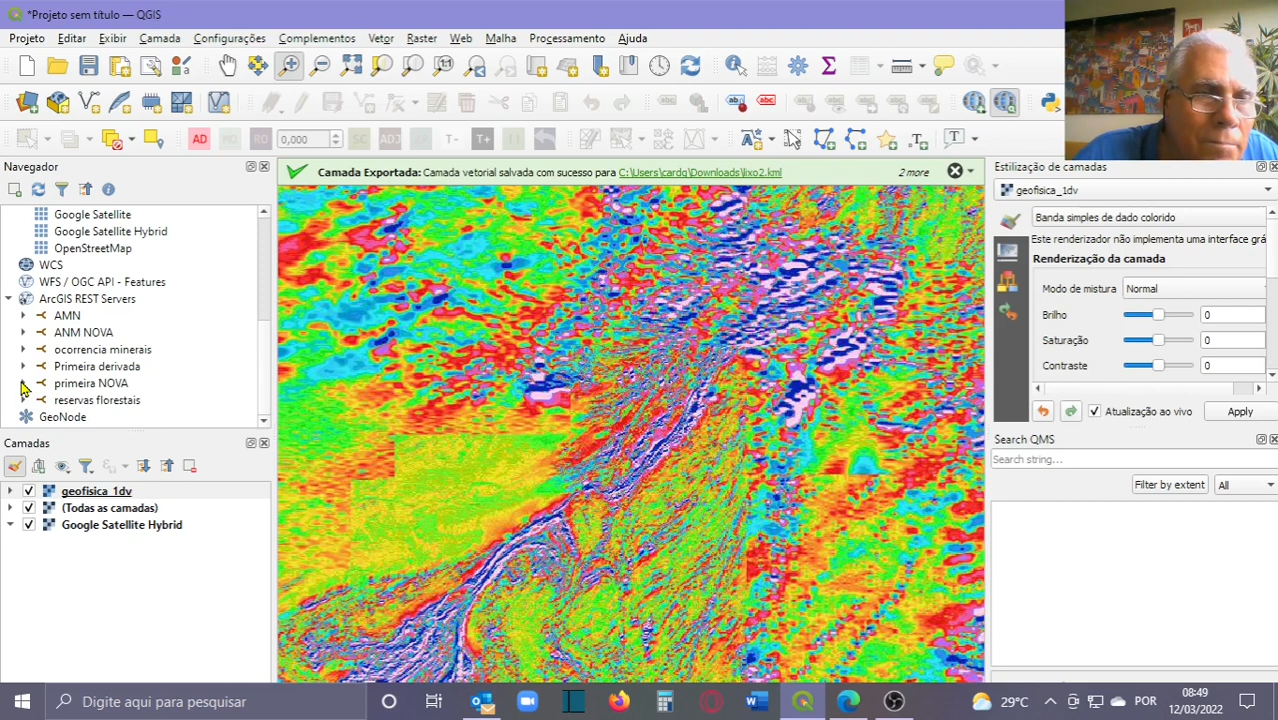 *Projeto sem título — QGIS
Projeto Editar Exibir Camada Configurações Complementos Vetor Raster Web Malha Processamento Ajuda
AD RO 0,000 SC ADJ T- T+
Navegador
Google Satellite
Google Satellite Hybrid
OpenStreetMap
WCS
WFS / OGC API - Features
ArcGIS REST Servers
AMN
ANM NOVA
ocorrencia minerais
Primeira derivada
primeira NOVA
reservas florestais
GeoNode
Camadas
geofisica_1dv
(Todas as camadas)
Google Satellite Hybrid
Camada Exportada: Camada vetorial salvada com sucesso para C:\Users\cardq\Downloads\lixo2.kml 2 more
Estilização de camadas
geofisica_1dv
Banda simples de dado colorido
Este renderizador não implementa uma interface grá
Renderização da camada
Modo de mistura Normal
Brilho 0
Saturação 0
Contraste 0
Atualização ao vivo Apply
Search QMS
Search string...
Filter by extent All
Digite aqui para pesquisar
29°C
POR
08:49
12/03/2022